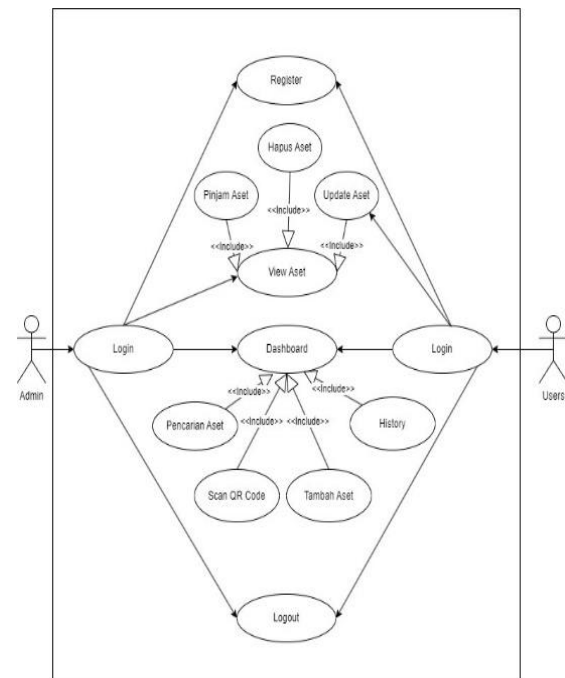 Register
Hapus Aset
Pinjam Aset
Update Aset
<<Include>>
<<Include>>
<<Include>>
View Aset
Login
Dashboard
Login
Admin
Users
<<Include>>
<<Include>>
Pencarian Aset
<<Include>>
<<Include>>
History
Scan QR Code
Tambah Aset
Logout